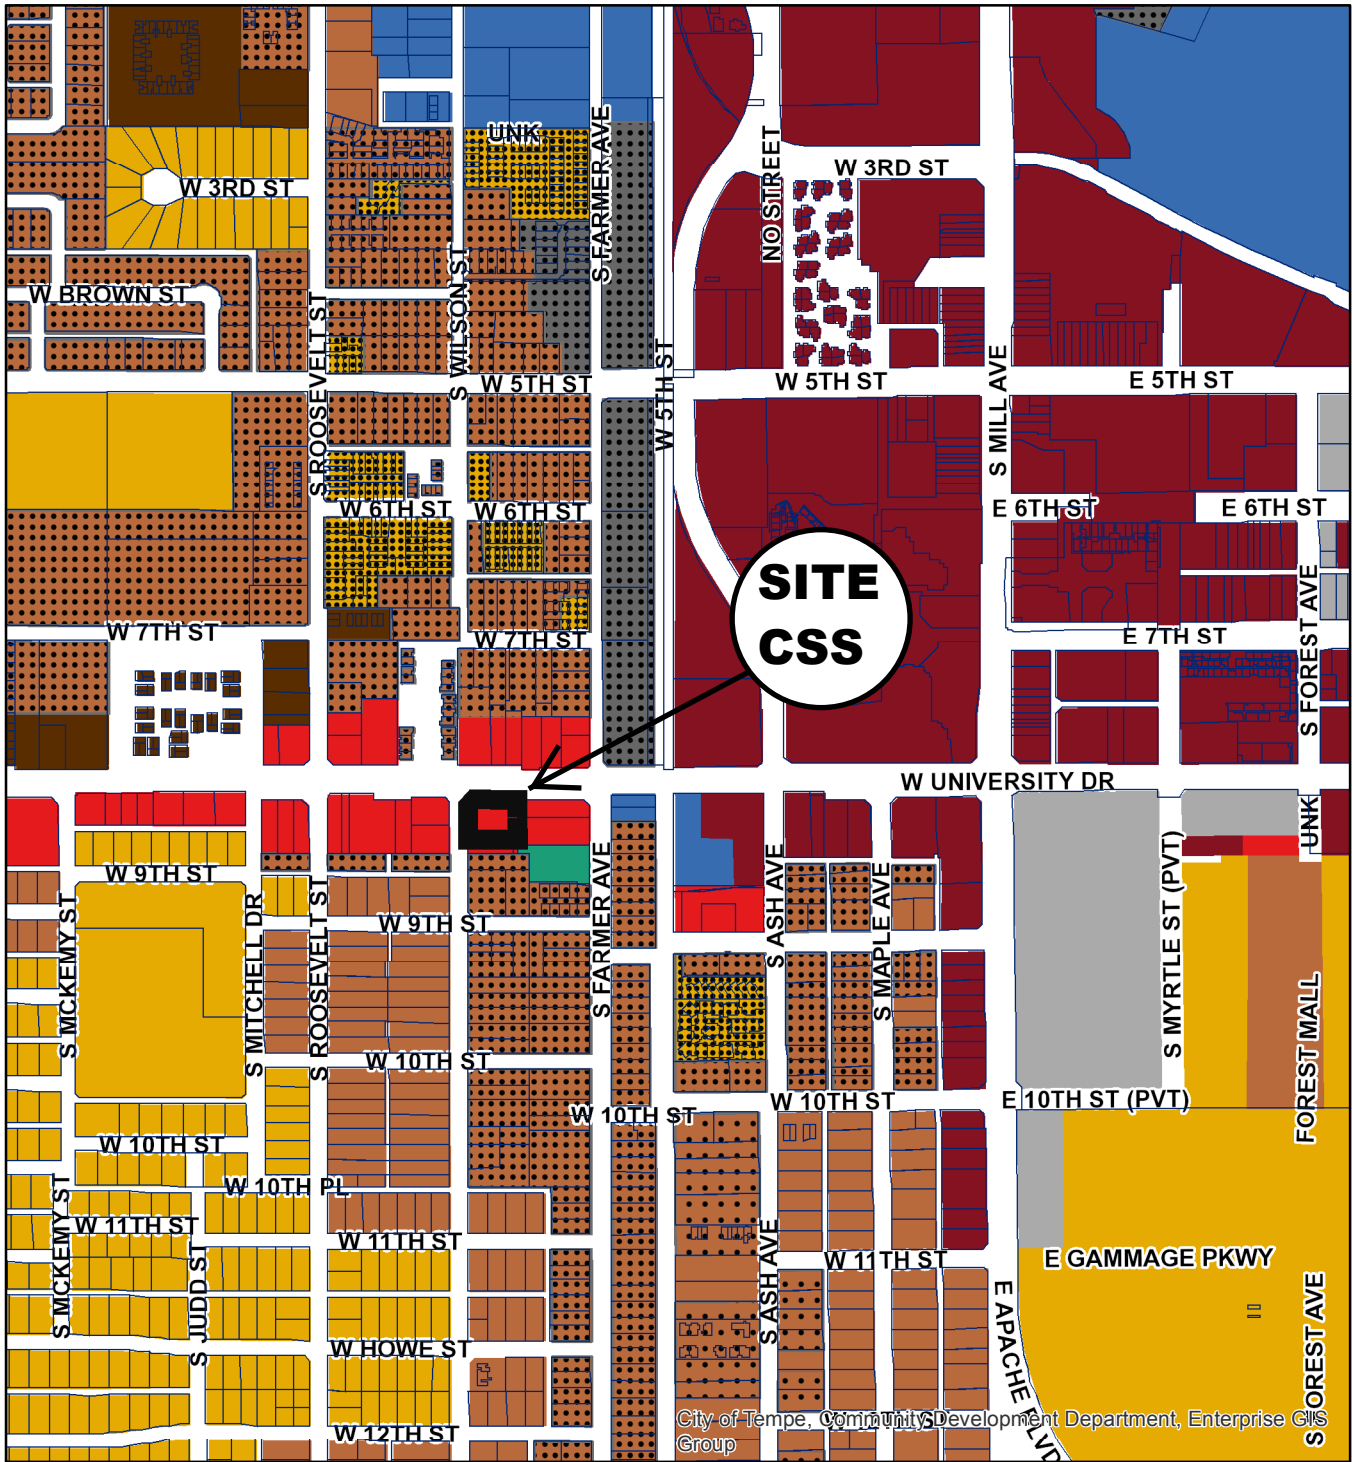 UNK
S FARMER AVE
W 3RD ST
NO STREET
W 3RD ST
W BROWN ST
S ROOSEVELT ST
S WILSON ST
W 5TH ST
W 5TH ST
W 5TH ST
S MILL AVE
E 5TH ST
W 6TH ST
W 6TH ST
E 6TH ST
E 6TH ST
SITE
CSS
W 7TH ST
W 7TH ST
E 7TH ST
S FOREST AVE
W UNIVERSITY DR
UNK
W 9TH ST
S MCKEMY ST
S MITCHELL DR
S ROOSEVELT ST
W 9TH ST
S FARMER AVE
S ASH AVE
S MAPLE AVE
S MYRTLE ST (PVT)
FOREST MALL
W 10TH ST
W 10TH ST
W 10TH ST
E 10TH ST (PVT)
W 10TH ST
W 10TH PL
S MCKEMY ST
W 11TH ST
S JUDD ST
W 11TH ST
S ASH AVE
W 11TH ST
E GAMMAGE PKWY
E APACHE BLVD
S FOREST AVE
W HOWE ST
W 12TH ST
City of Tempe, Community Development Department, Enterprise GIS
Group